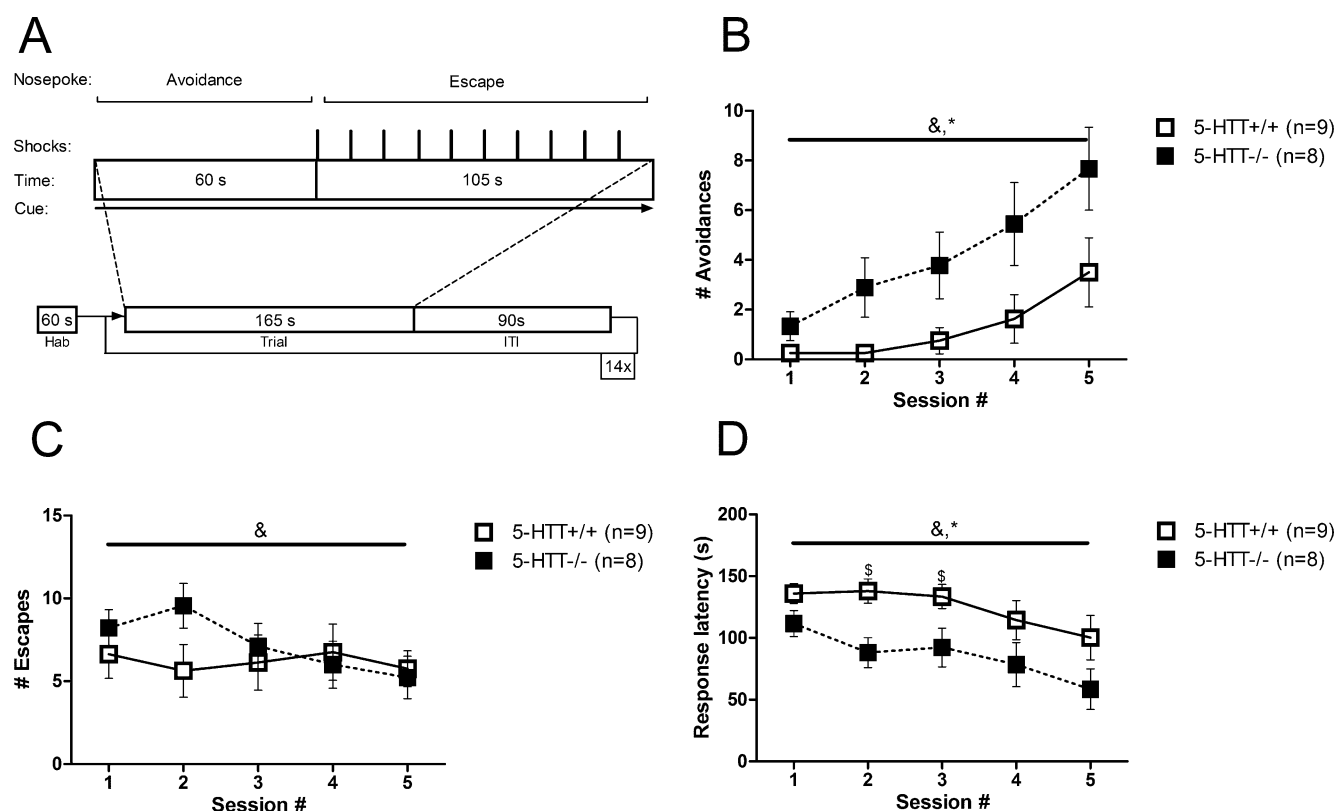 A
Nosepoke: Avoidance Escape
Shocks:
Time: 60 s 105 s
Cue:
60 s 165 s 90s
Hab Trial ITI
14x
B
10
8
6
4
2
0
# Avoidances
&,*
1 2 3 4 5
Session #
5-HTT+/+ (n=9)
5-HTT-/- (n=8)
C
15
10
5
0
# Escapes
&
1 2 3 4 5
Session #
5-HTT+/+ (n=9)
5-HTT-/- (n=8)
D
200
150
100
50
0
Response latency (s)
&,*
$ $
1 2 3 4 5
Session #
5-HTT+/+ (n=9)
5-HTT-/- (n=8)